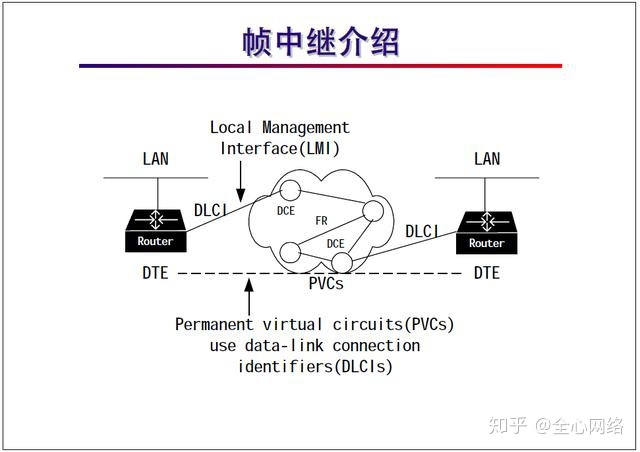 帧中继介绍
Local Management
Interface(LMI)
LAN
LAN
DLCI
DCE
FR
DCE
DLCI
Router
Router
DTE
DTE
PVCs
Permanent virtual circuits(PVCs)
use data-link connection
identifiers(DLCIs)
知乎 @全心网络